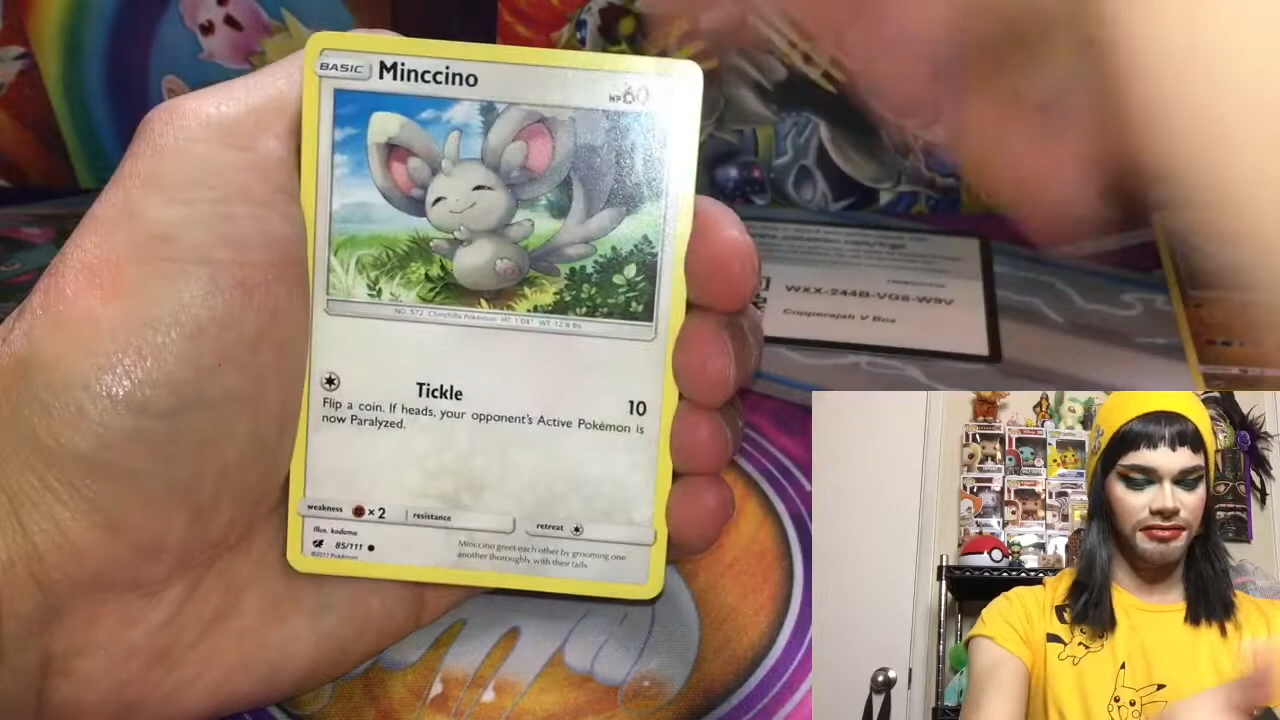 BASIC Minccino HP 60
NO. 572 Chinchilla Pokémon HT: 1'04" WT: 12.8 lbs
Tickle 10
Flip a coin. If heads, your opponent's Active Pokémon is
now Paralyzed.
weakness ×2 resistance retreat
Illus. kodama
85/111
©2017 Pokémon
Minccino greet each other by grooming one
another thoroughly with their tails
WXX-244B-VG8-W9V
Copperajah V Box